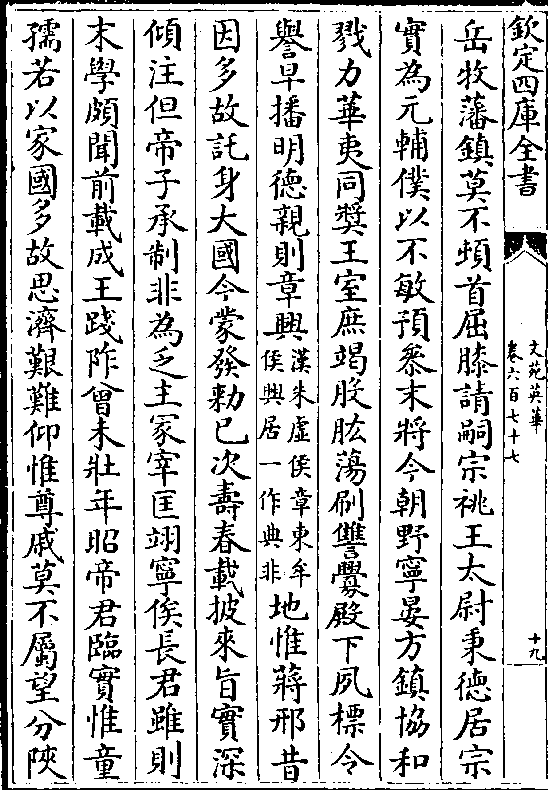 欽定四庫全書
文苑英華
卷六百七十七
十九
岳牧藩鎮莫不頓首屈膝請嗣宗祧王太尉秉德居宗
實為元輔僕以不敏預叅末將今朝野寧晏方鎮協和
戮力華夷同奬王室庶竭股肱蕩刷讐釁殿下夙標令
譽早播明德親則章興漢朱虛侯章東牟侯興居一作典非地惟蔣邢昔
因多故託身大國今蒙發勑已次壽春載披來旨實深
傾注但帝子承制非為乏主冢宰匡翊寧俟長君雖則
末學頗聞前載成王踐阼曾未壯年昭帝君臨實惟童
孺若以家國多故思濟艱難仰惟尊戚莫不屬望分陜